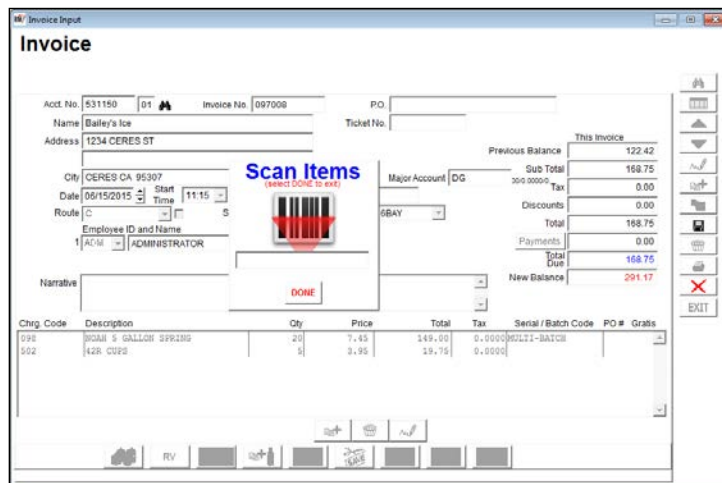 Invoice Input
Invoice
Acct. No. 531150 01 Invoice No. 097008 P.O.
Name Bailey's Ice Ticket No.
Address 1234 CERES ST
This Invoice
Previous Balance 122.42
City CERES CA 95307
Scan Items
(select DONE to exit)
Major Account DG
Sub Total 168.75
Tax 0.00
Date 06/15/2015 Start Time 11:15
Discounts 0.00
Route C S 6BAY
Total 168.75
Employee ID and Name
Payments 0.00
1 ADM ADMINISTRATOR
Total Due 168.75
New Balance 291.17
Narrative
DONE
EXIT
Chrg. Code Description Qty Price Total Tax Serial / Batch Code PO # Gratis
098 NOAH 5 GALLON SPRING 20 7.45 149.00 0.0000 MULTI-BATCH
502 42R CUPS 5 3.95 19.75 0.0000
RV